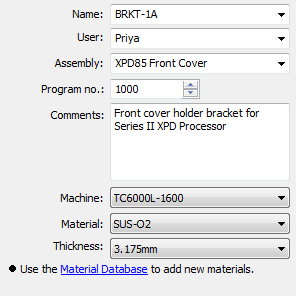 Name: BRKT-1A
User: Priya
Assembly: XPD85 Front Cover
Program no.: 1000
Comments: Front cover holder bracket for
Series II XPD Processor
Machine: TC6000L-1600
Material: SUS-O2
Thickness: 3.175mm
● Use the Material Database to add new materials.